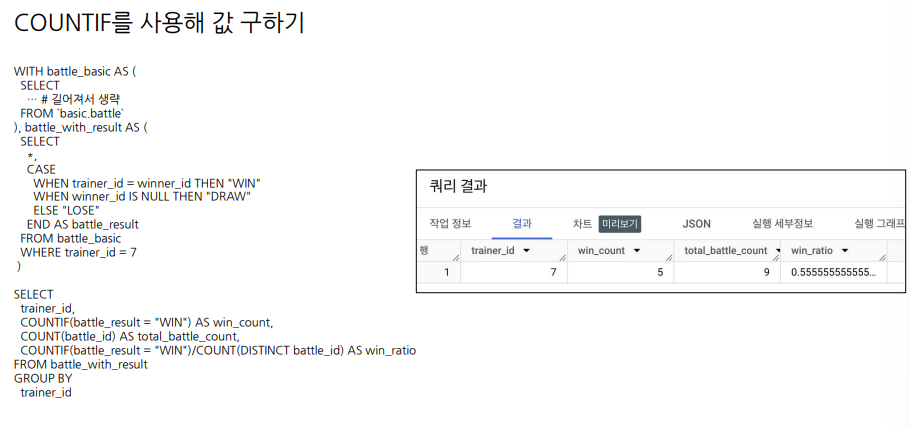 COUNTIF를 사용해 값 구하기
WITH battle_basic AS (
SELECT
… # 길어져서 생략
FROM `basic.battle`
), battle_with_result AS (
SELECT
*,
CASE
WHEN trainer_id = winner_id THEN "WIN"
WHEN winner_id IS NULL THEN "DRAW"
ELSE "LOSE"
END AS battle_result
FROM battle_basic
WHERE trainer_id = 7
)
SELECT
trainer_id,
COUNTIF(battle_result = "WIN") AS win_count,
COUNT(battle_id) AS total_battle_count,
COUNTIF(battle_result = "WIN")/COUNT(DISTINCT battle_id) AS win_ratio
FROM battle_with_result
GROUP BY
trainer_id
쿼리 결과
작업 정보 결과 차트 미리보기 JSON 실행 세부정보 실행 그래프
행 trainer_id win_count total_battle_count win_ratio
1 7 5 9 0.555555555555...